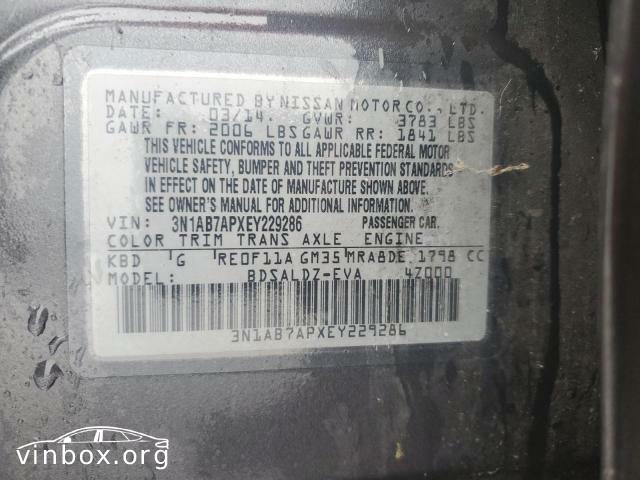 MANUFACTURED BY NISSAN MOTOR CO., LTD.
DATE: 03/14. GVWR: 3783 LBS
GAWR FR: 2006 LBS GAWR RR: 1841 LBS
THIS VEHICLE CONFORMS TO ALL APPLICABLE FEDERAL MOTOR
VEHICLE SAFETY, BUMPER AND THEFT PREVENTION STANDARDS
IN EFFECT ON THE DATE OF MANUFACTURE SHOWN ABOVE.
SEE OWNER'S MANUAL FOR ADDITIONAL INFORMATION.
VIN: 3N1AB7APXEY229286 PASSENGER CAR.
COLOR TRIM TRANS AXLE ENGINE
KBD G RE0F11A GM35 MRA8DE 1798 CC
MODEL: BDSALDZ-EVA 4Z000
3N1AB7APXEY229286
vinbox.org